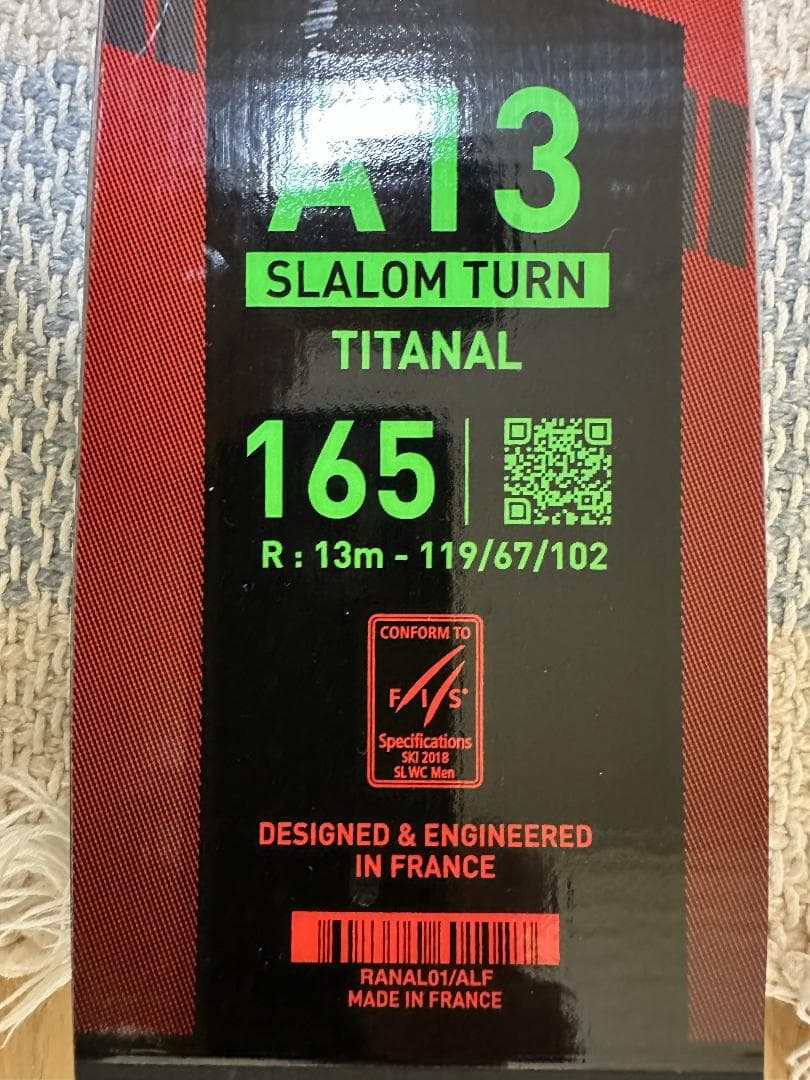 A13
SLALOM TURN
TITANAL
165
R : 13m - 119/67/102
CONFORM TO
FIS
Specifications
SKI 2018
SL WC Men
DESIGNED & ENGINEERED
IN FRANCE
RANAL01/ALF
MADE IN FRANCE